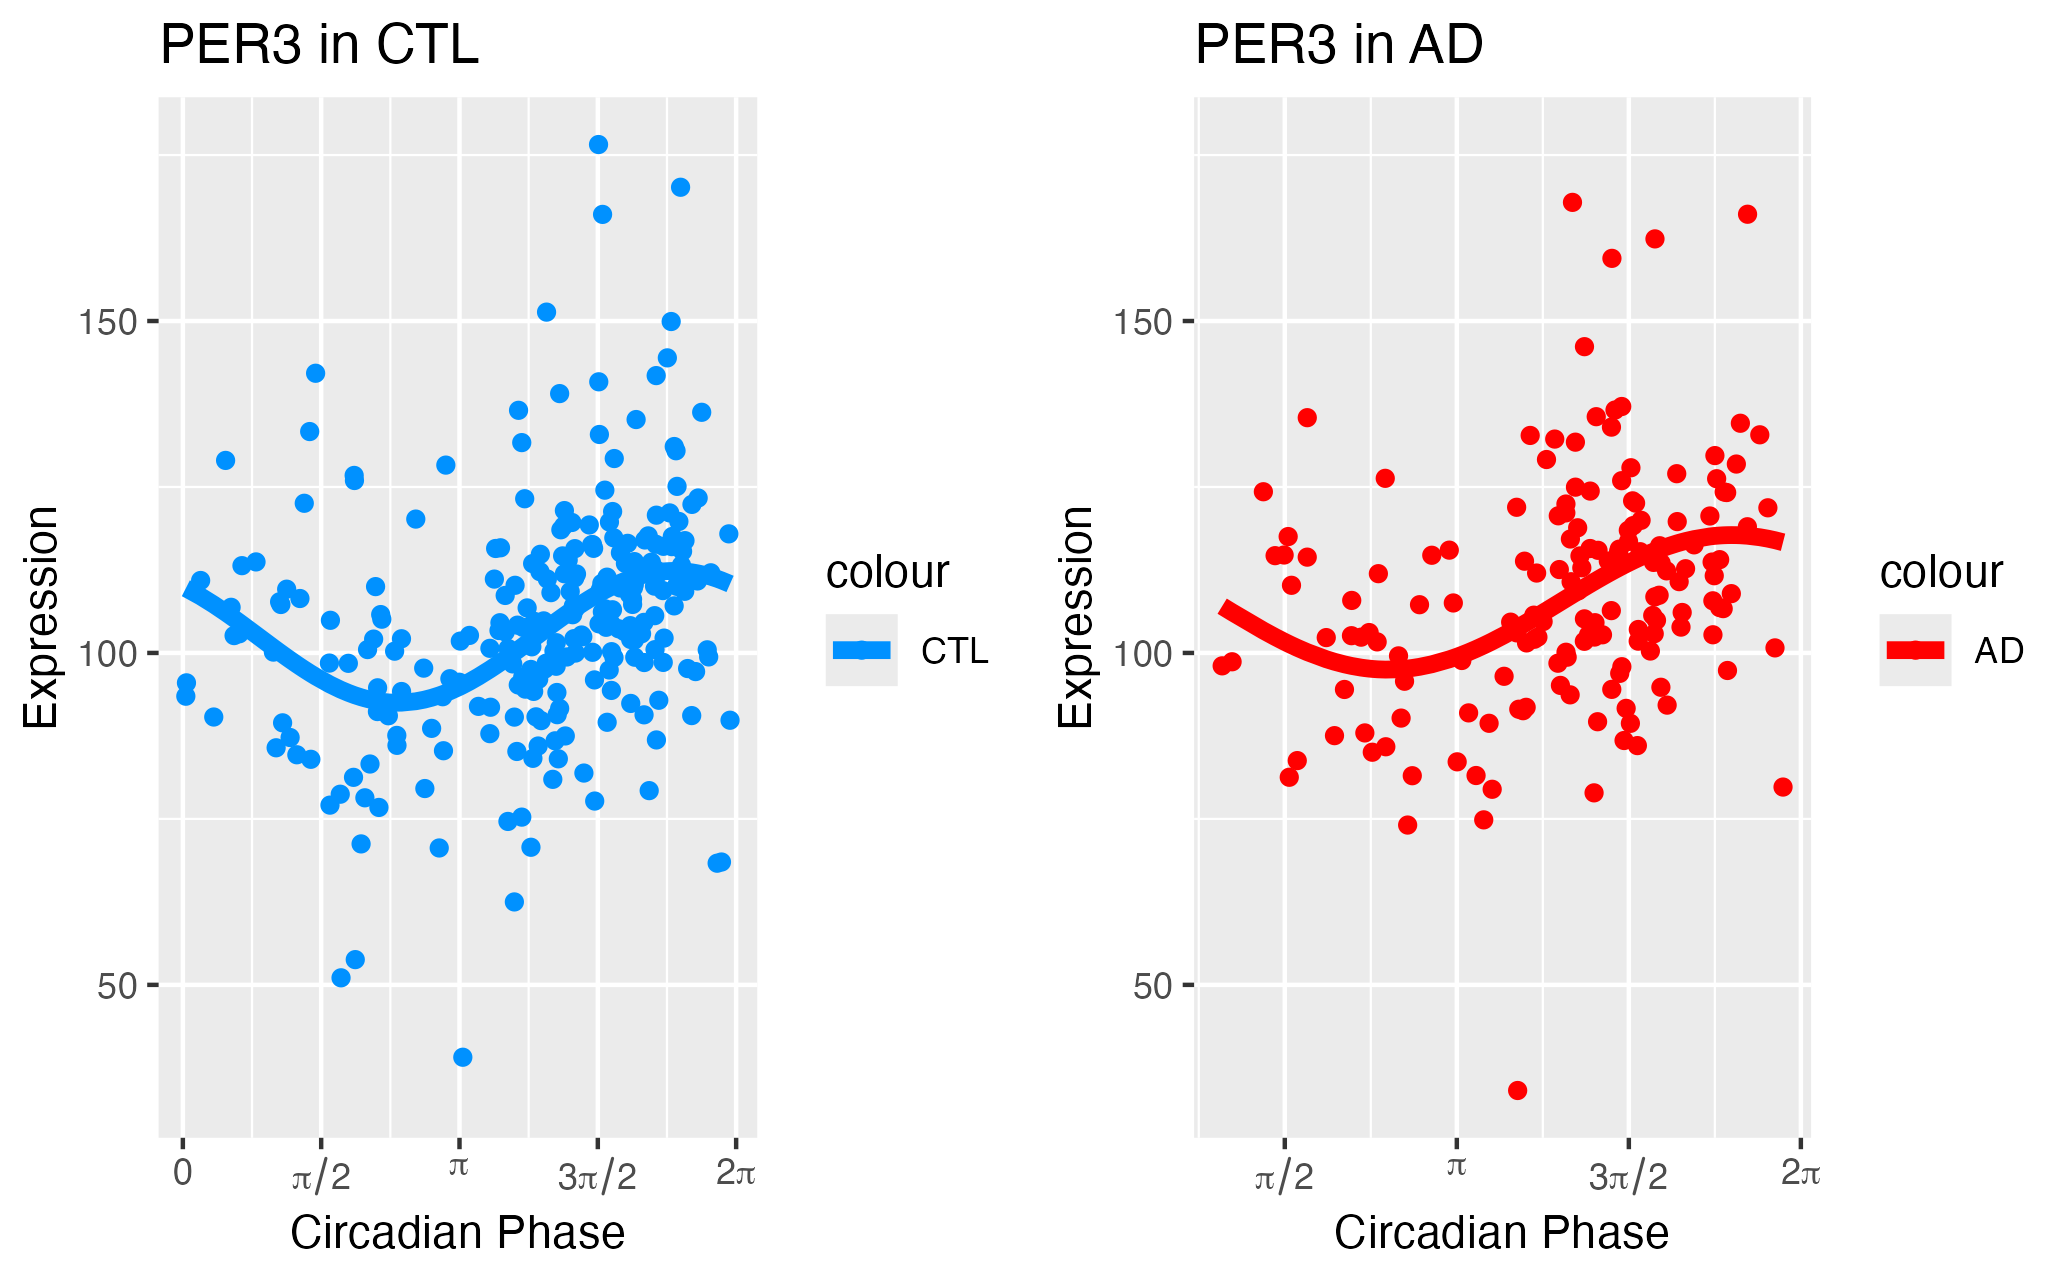 PER3 in CTL
150
100
50
Expression
0 π/2 π 3π/2 2π
Circadian Phase
colour
CTL
PER3 in AD
150
100
50
Expression
π/2 π 3π/2 2π
Circadian Phase
colour
AD